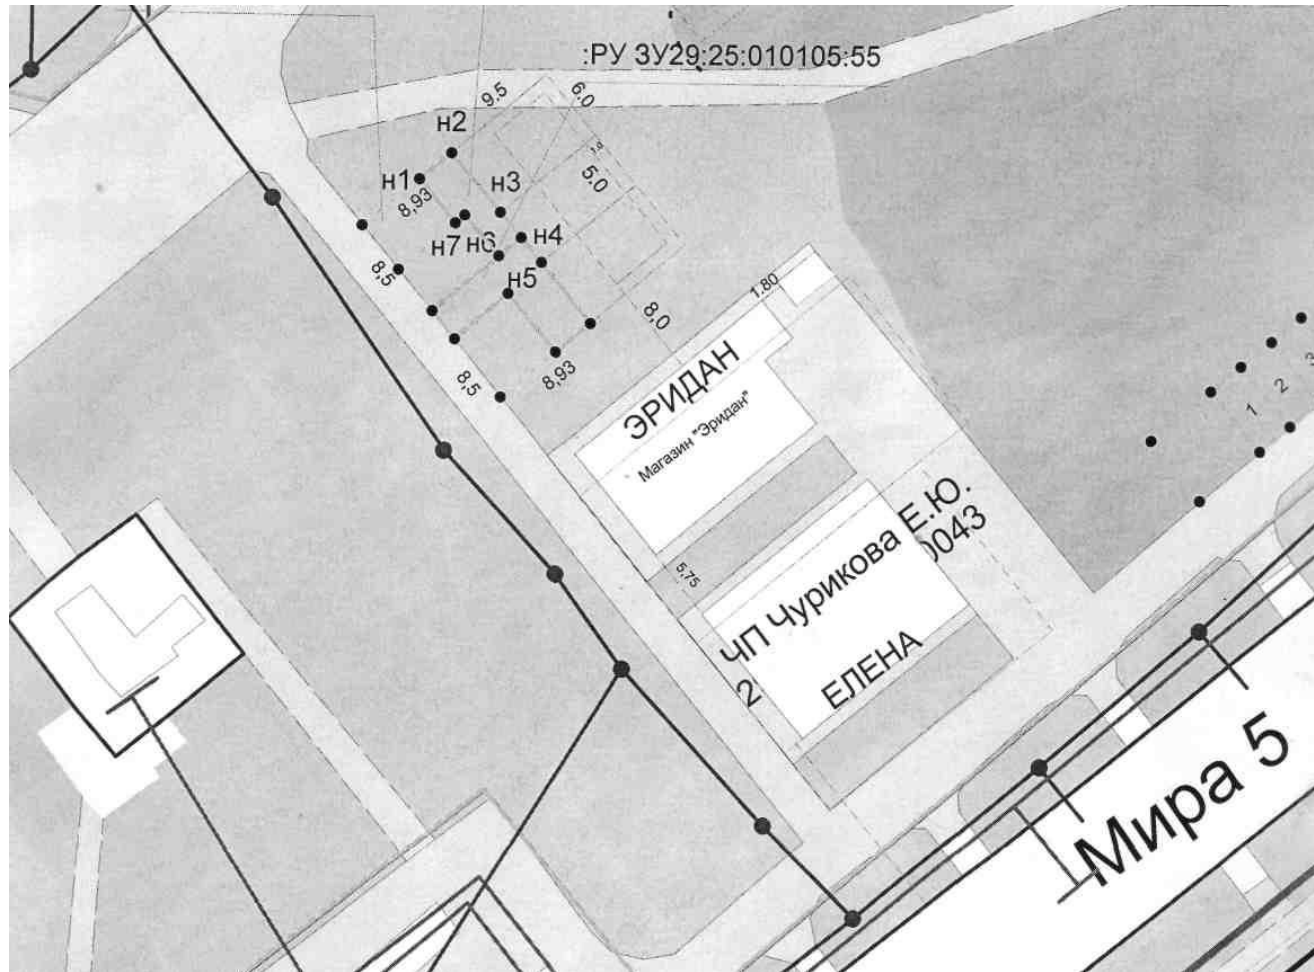 :РУ ЗУ29:25:010105:55
9.5
6.0
н2
5.0
н1
8,93
н3
н7
н6
н4
8,5
н5
1.80
8,0
8,5
8,93
ЭРИДАН
Магазин "Эридан"
1
2
3
ЧП Чурикова Е.Ю.
0043
5,75
2
ЕЛЕНА
Мира 5